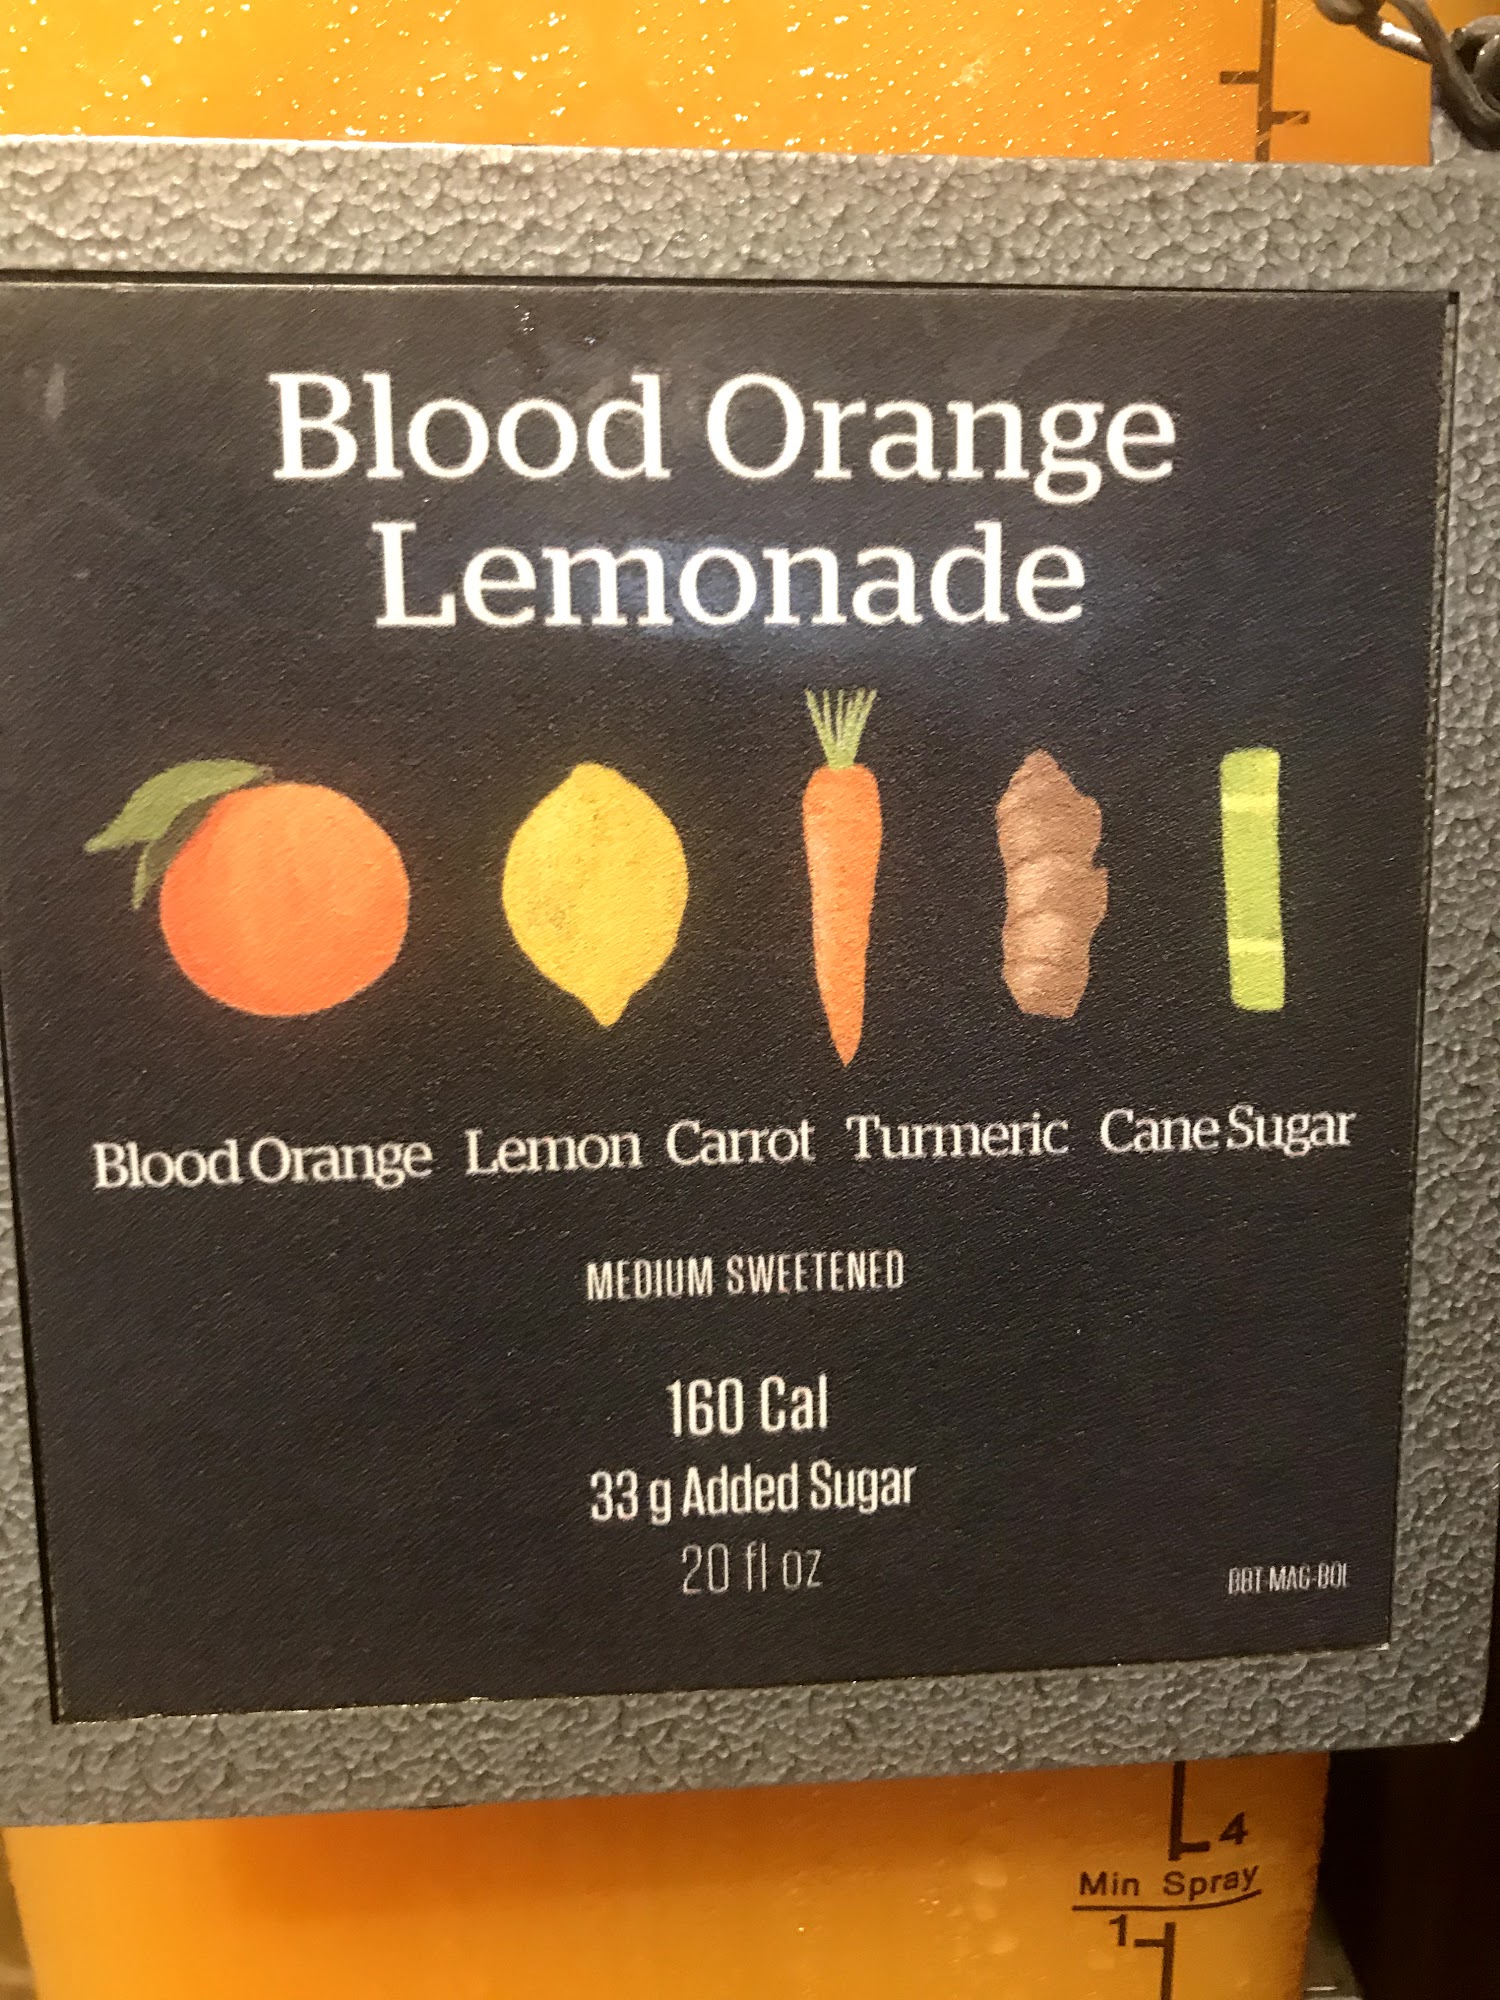 Blood Orange
Lemonade
Blood Orange Lemon Carrot Turmeric Cane Sugar
MEDIUM SWEETENED
160 Cal
33 g Added Sugar
20 fl oz
BBT-MAG-BOL
4
Min Spray
1